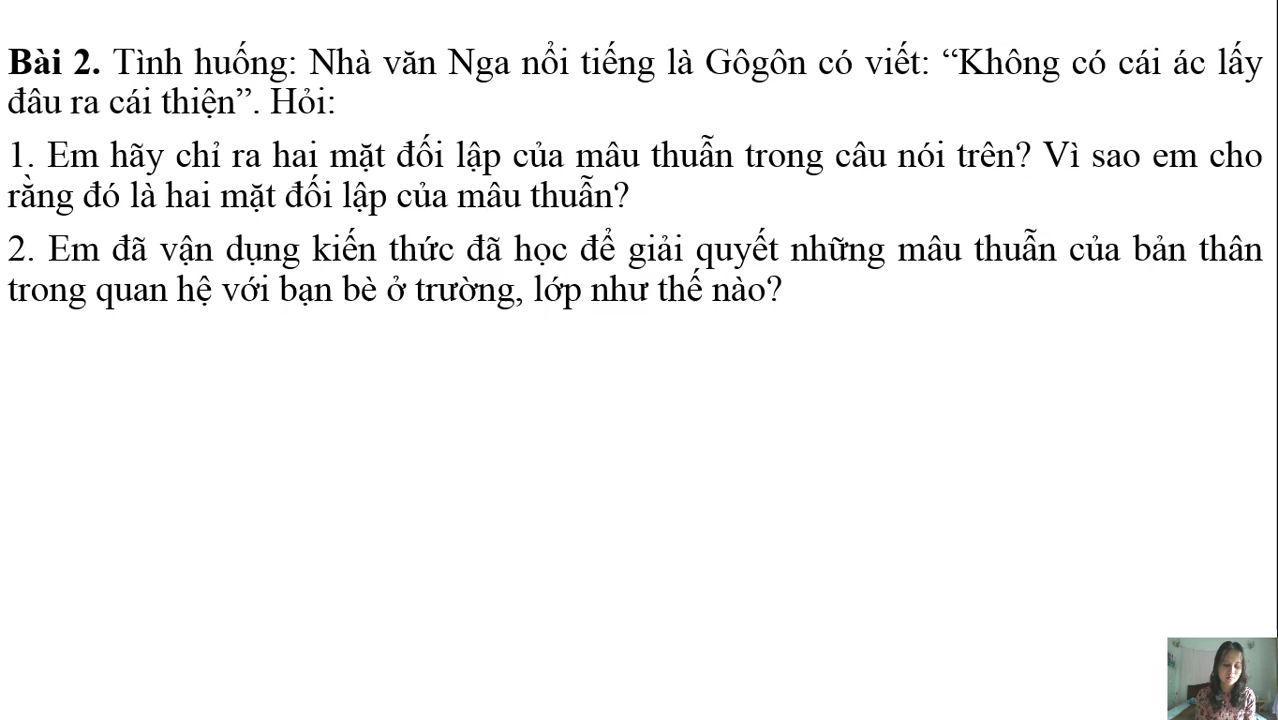 Bài 2. Tình huống: Nhà văn Nga nổi tiếng là Gôgôn có viết: “Không có cái ác lấy
đâu ra cái thiện”. Hỏi:
1. Em hãy chỉ ra hai mặt đối lập của mâu thuẫn trong câu nói trên? Vì sao em cho
rằng đó là hai mặt đối lập của mâu thuẫn?
2. Em đã vận dụng kiến thức đã học để giải quyết những mâu thuẫn của bản thân
trong quan hệ với bạn bè ở trường, lớp như thế nào?